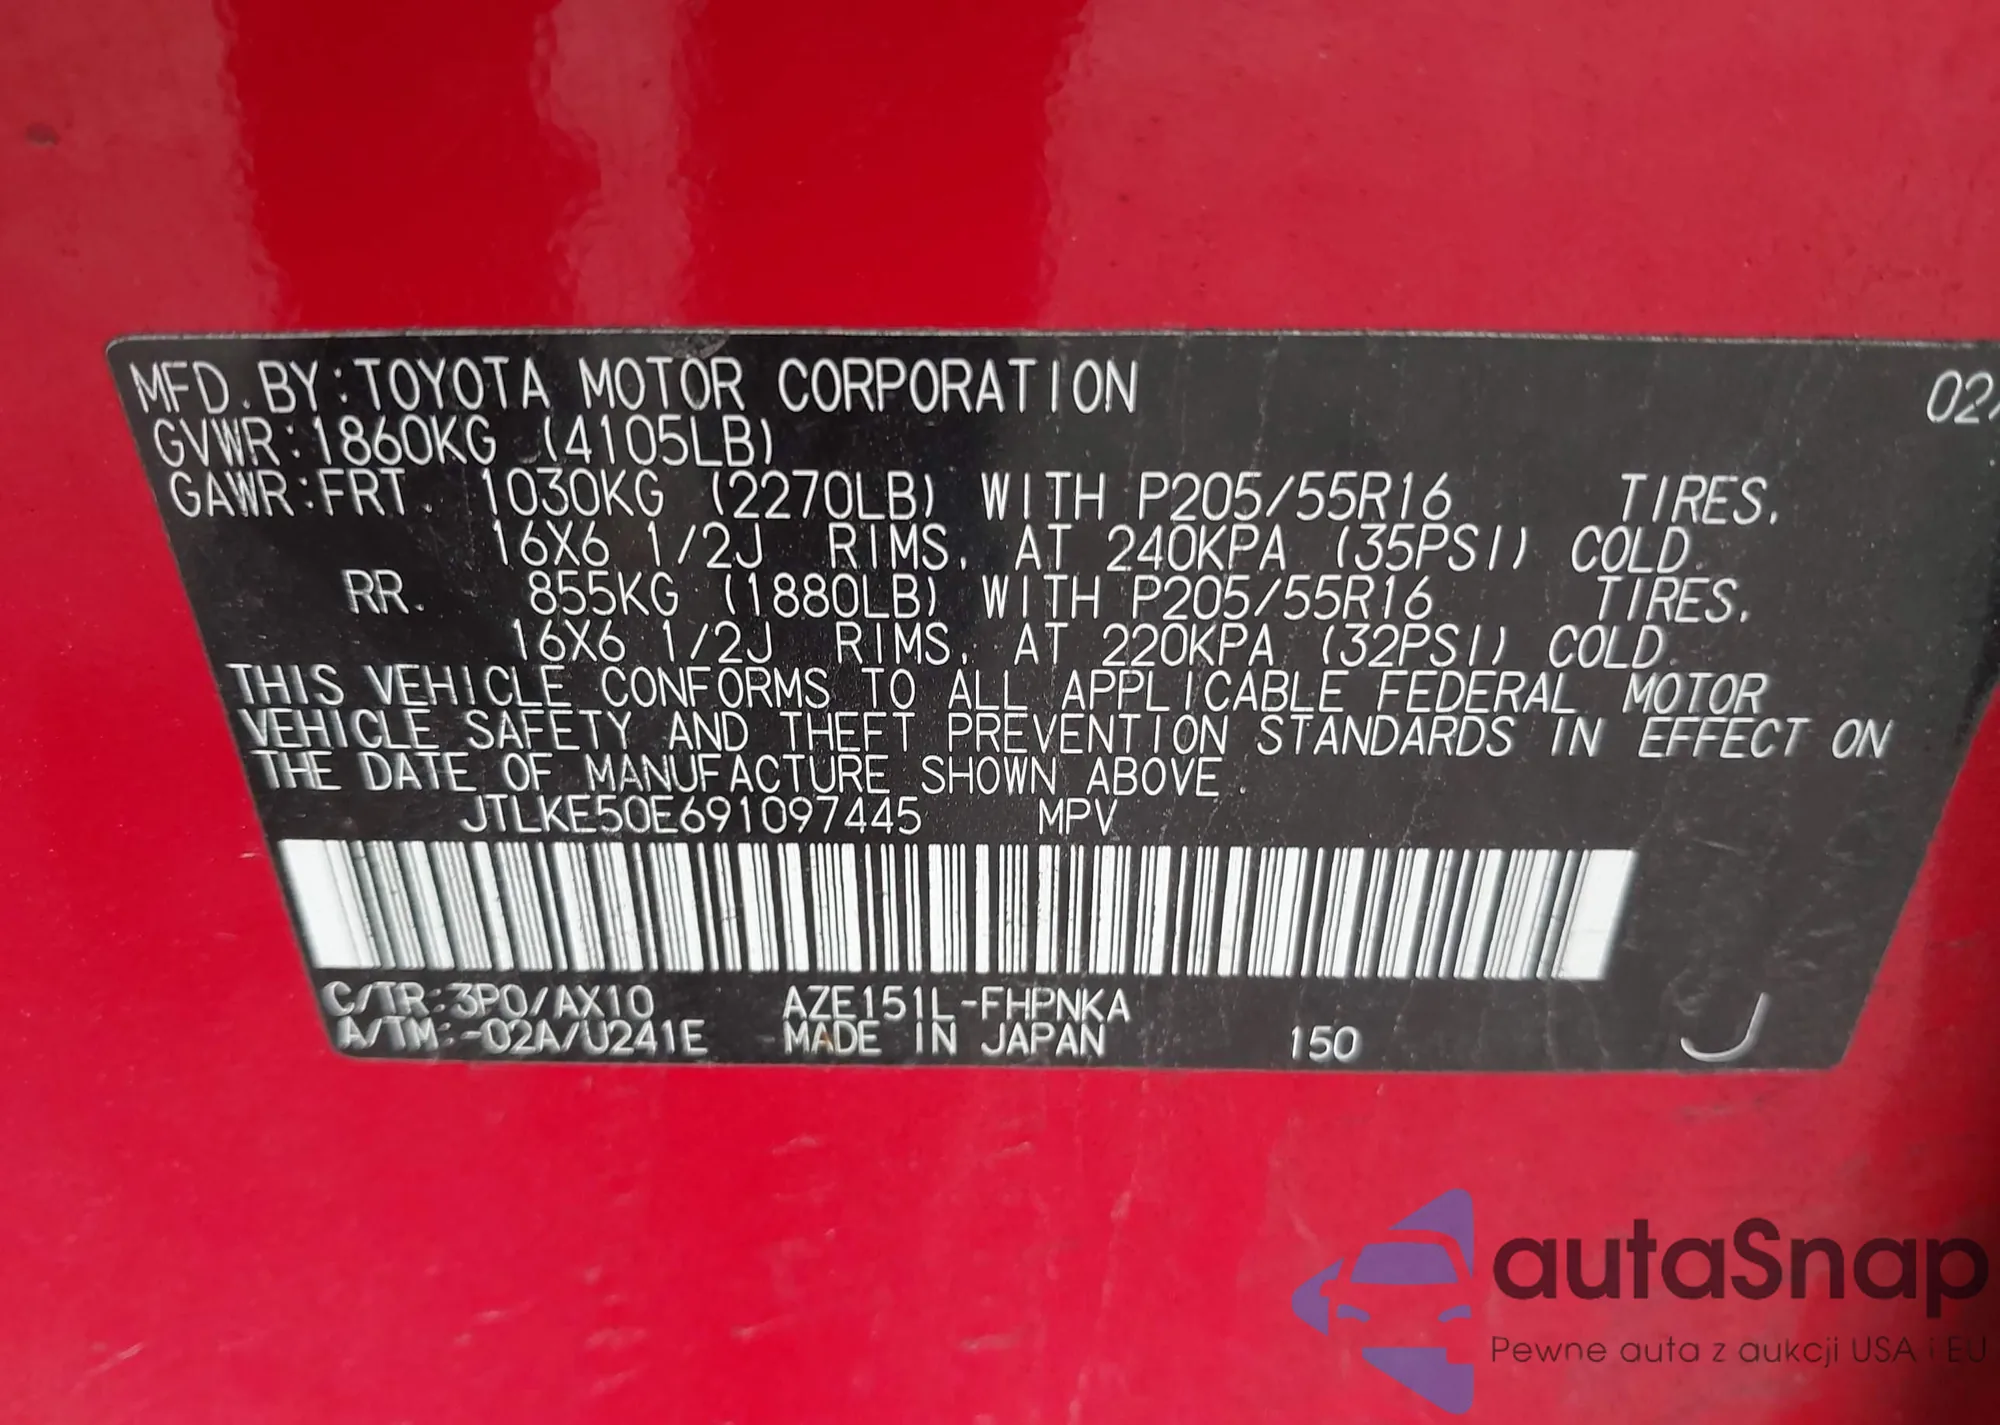 MFD.BY:TOYOTA MOTOR CORPORATION 02/
GVWR:1860KG (4105LB)
GAWR:FRT. 1030KG (2270LB) WITH P205/55R16 TIRES,
16X6 1/2J RIMS, AT 240KPA (35PSI) COLD.
RR. 855KG (1880LB) WITH P205/55R16 TIRES,
16X6 1/2J RIMS, AT 220KPA (32PSI) COLD.
THIS VEHICLE CONFORMS TO ALL APPLICABLE FEDERAL MOTOR
VEHICLE SAFETY AND THEFT PREVENTION STANDARDS IN EFFECT ON
THE DATE OF MANUFACTURE SHOWN ABOVE.
JTLKE50E691097445 MPV
C/TR:3P0/AX10 AZE151L-FHPNKA
A/TM:-02A/U241E MADE IN JAPAN 150 J
autaSnap
Pewne auta z aukcji USA i EU